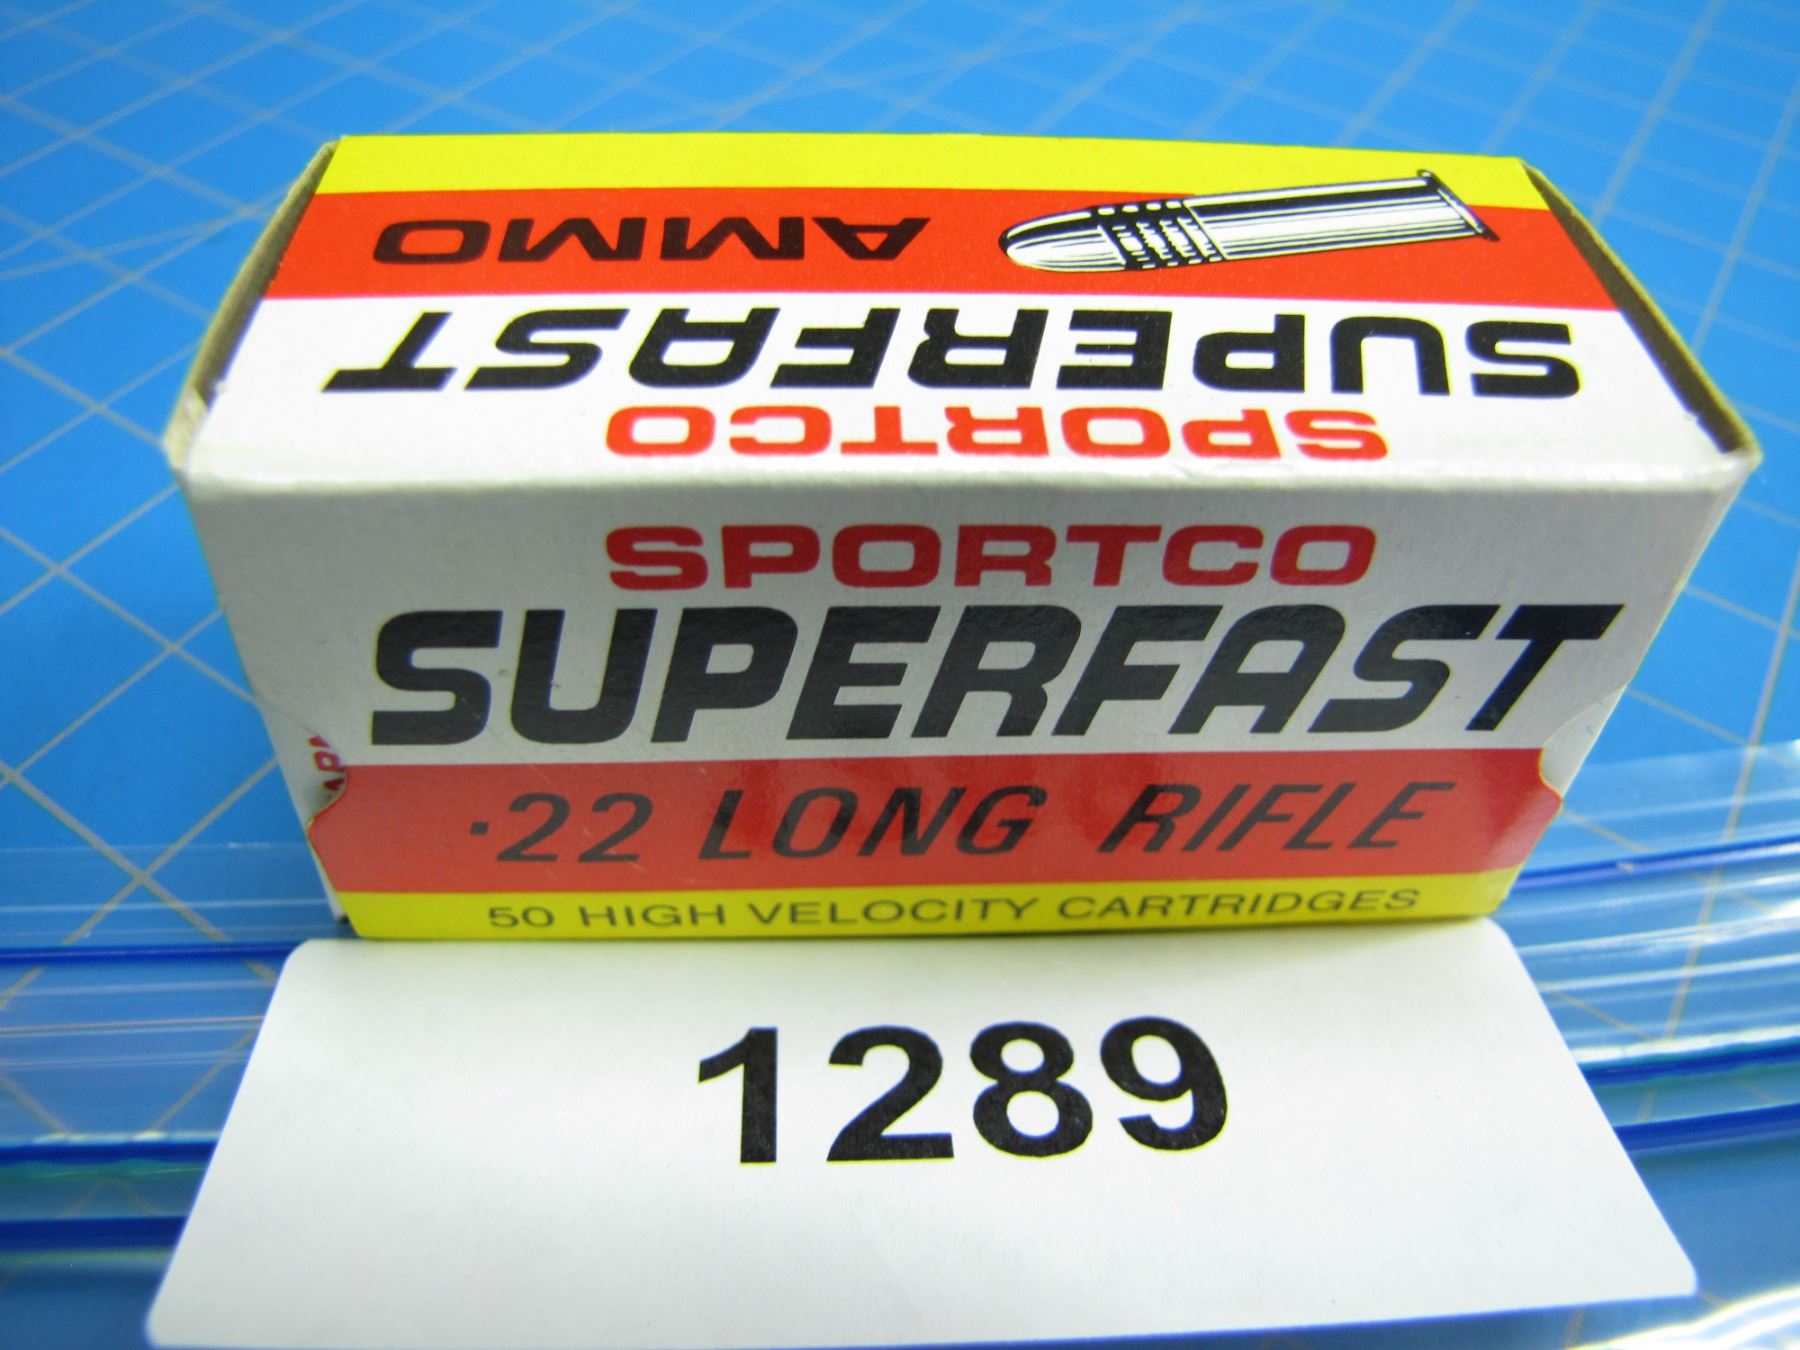 AMMO
SUPERFAST
SPORTCO
SPORTCO
SUPERFAST
.22 LONG RIFLE
50 HIGH VELOCITY CARTRIDGES
1289